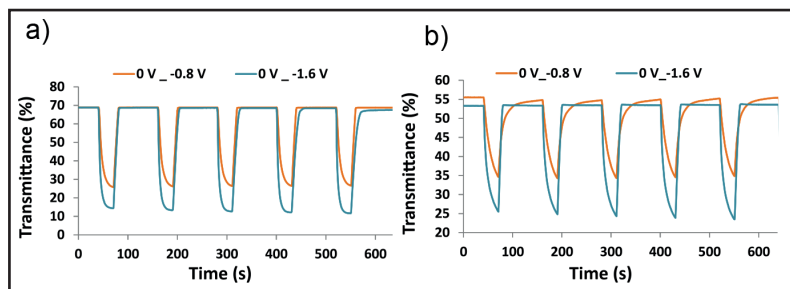 a)
0 V _ -0.8 V
0 V _ -1.6 V
Transmittance (%)
80
70
60
50
40
30
20
10
0
0 100 200 300 400 500 600
Time (s)
b)
0 V_-0.8 V
0 V_-1.6 V
Transmittance (%)
60
55
50
45
40
35
30
25
20
0 100 200 300 400 500 600
Time (s)